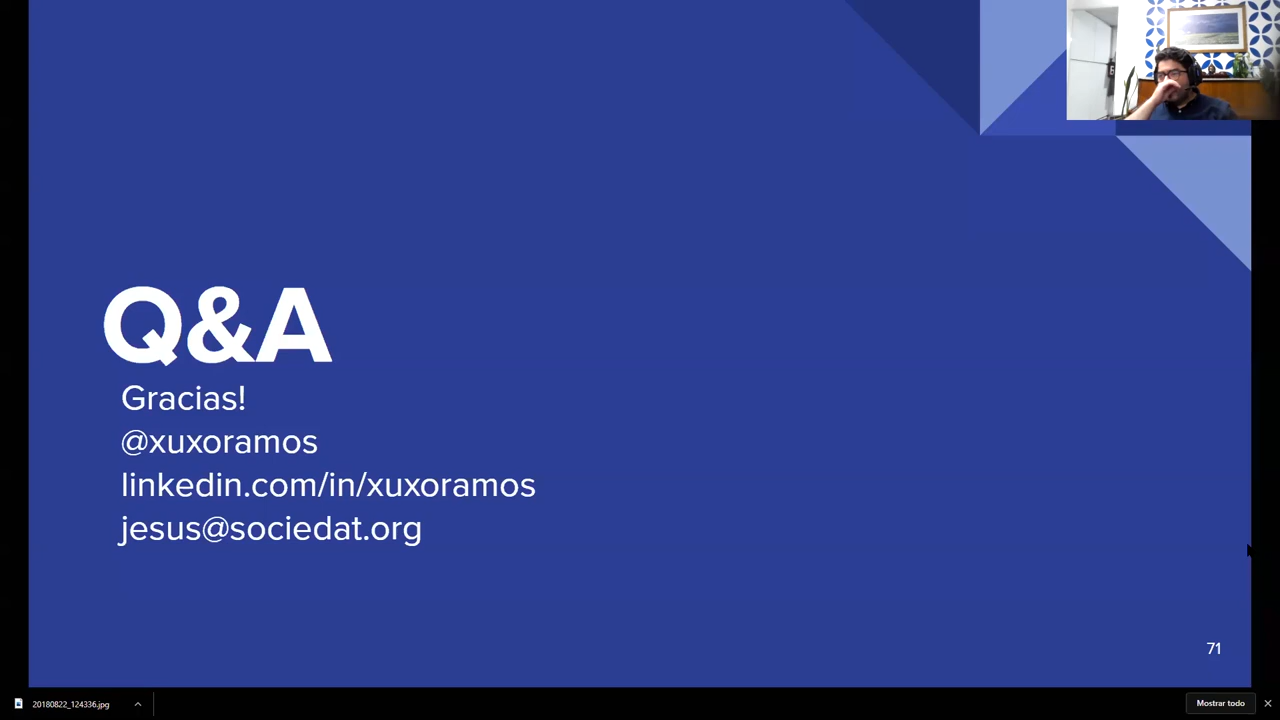 Q&A
Gracias!
@xuxoramos
linkedin.com/in/xuxoramos
jesus@sociedat.org
71
20180822_124336.jpg
Mostrar todo